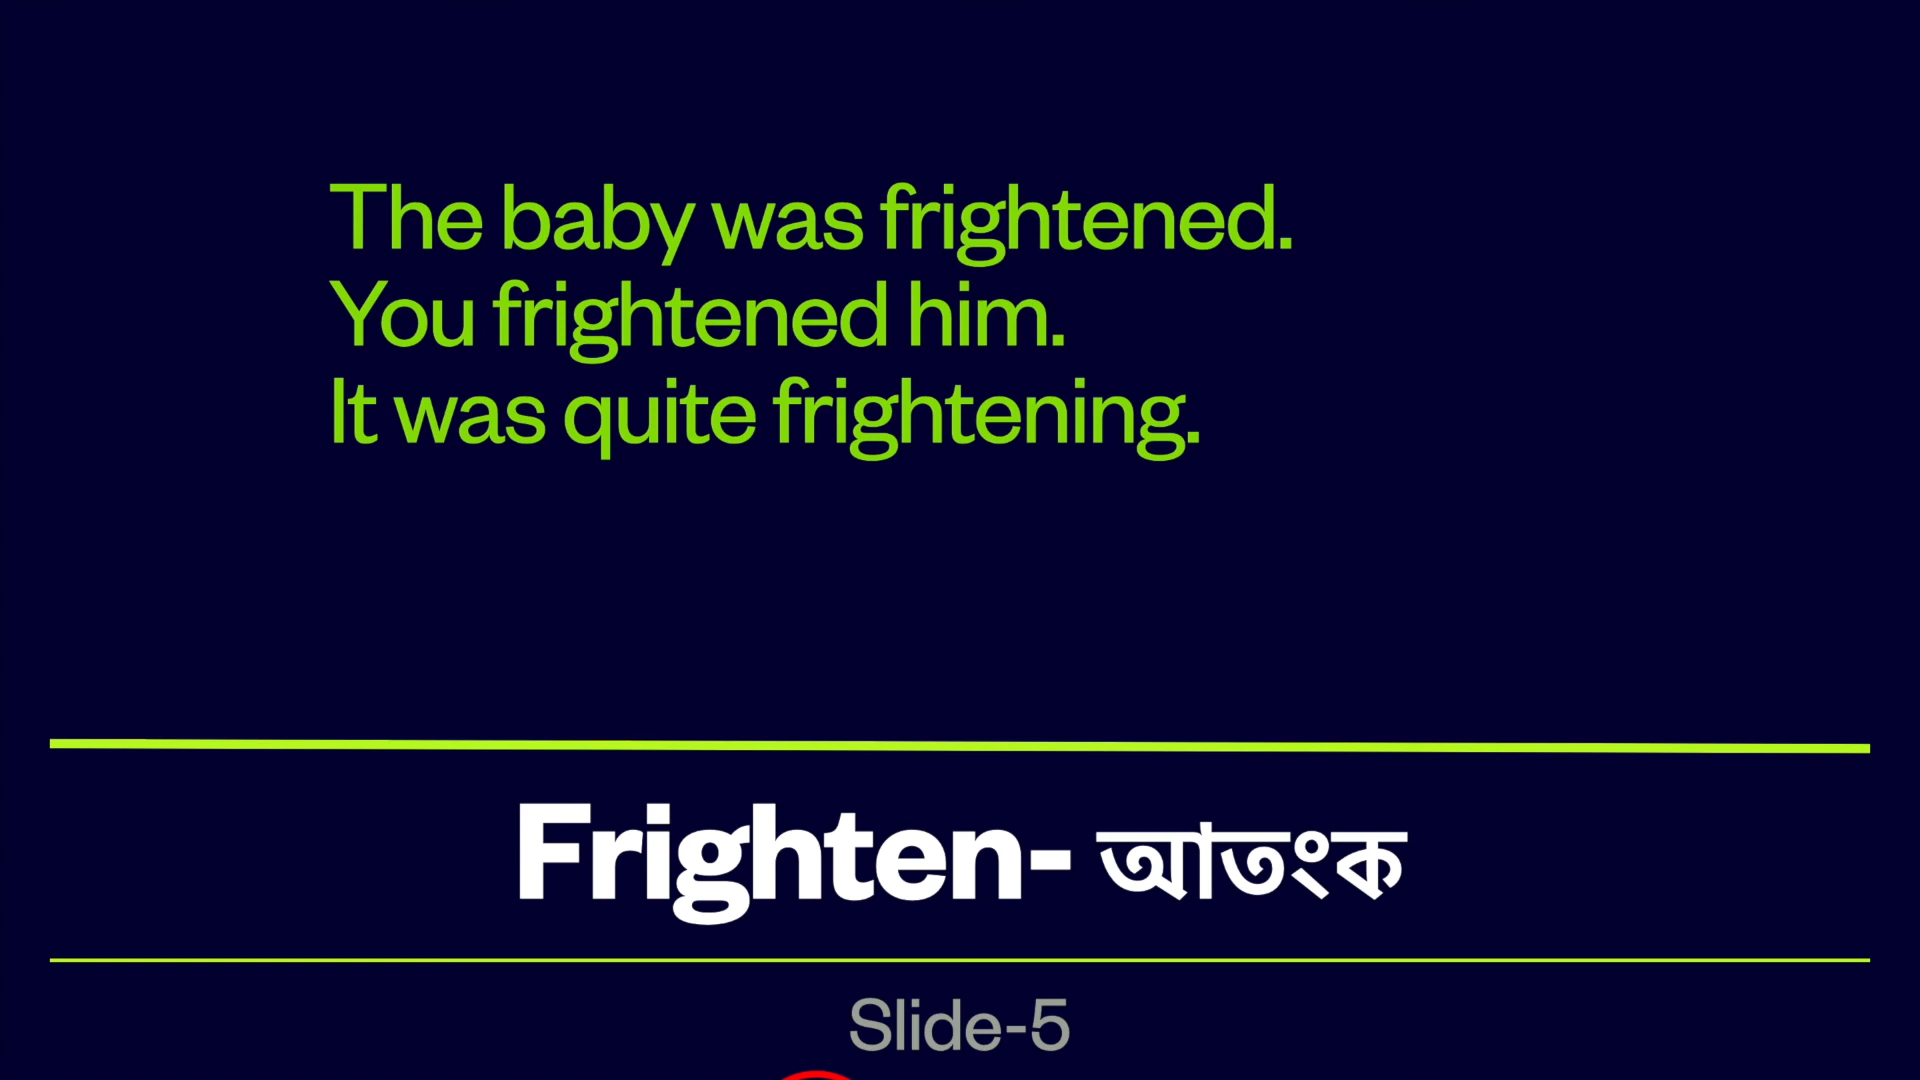 The baby was frightened.
You frightened him.
It was quite frightening.
Frighten- আতংক
Slide-5